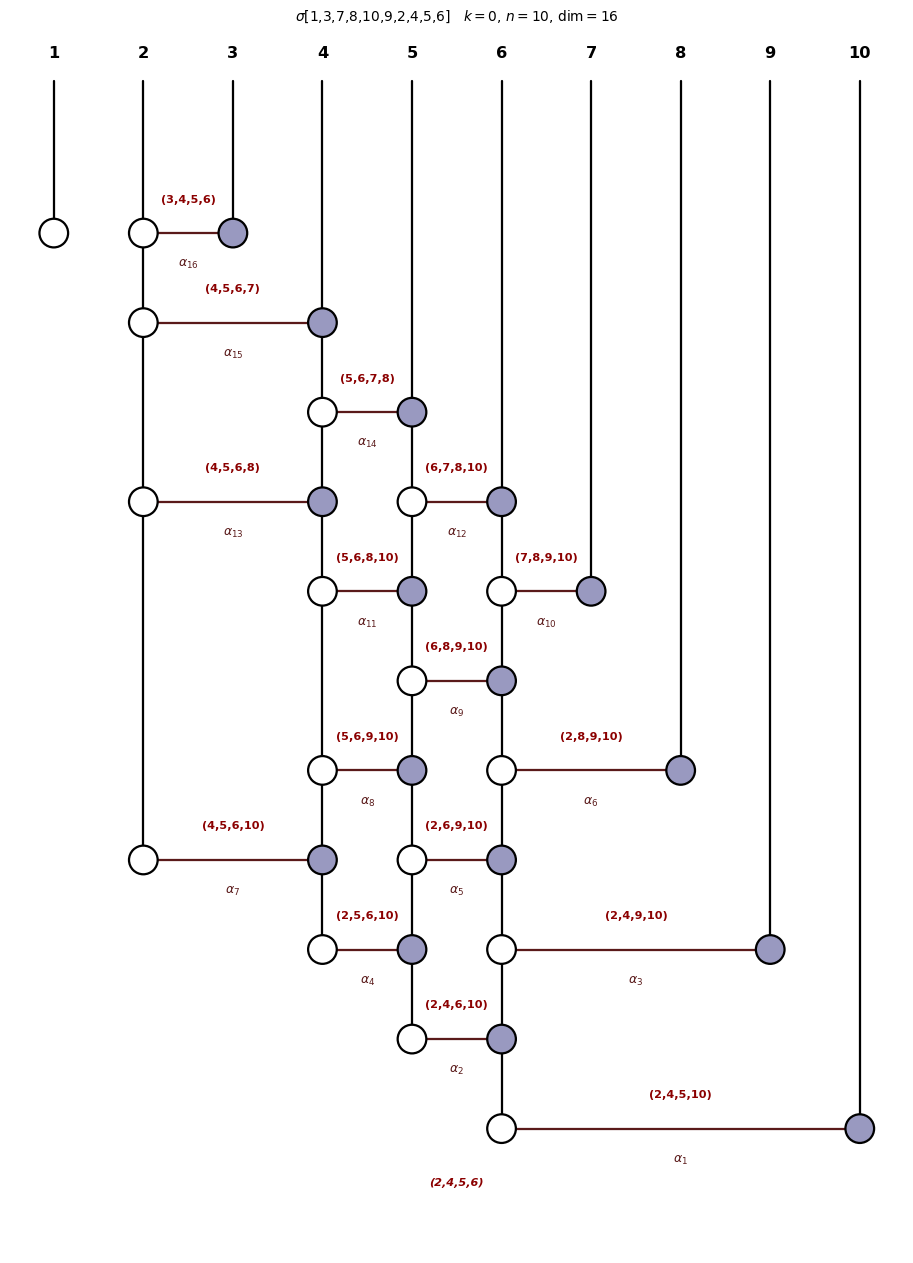 σ[1,3,7,8,10,9,2,4,5,6] k=0, n=10, dim=16
1 2 3 4 5 6 7 8 9 10
(3,4,5,6)
α16
(4,5,6,7)
α15
(5,6,7,8)
α14
(4,5,6,8) (6,7,8,10)
α13 α12
(5,6,8,10) (7,8,9,10)
α11 α10
(6,8,9,10)
α9
(5,6,9,10) (2,8,9,10)
α8 α6
(4,5,6,10) (2,6,9,10)
α7 α5
(2,5,6,10) (2,4,9,10)
α4 α3
(2,4,6,10)
α2
(2,4,5,10)
α1
(2,4,5,6)